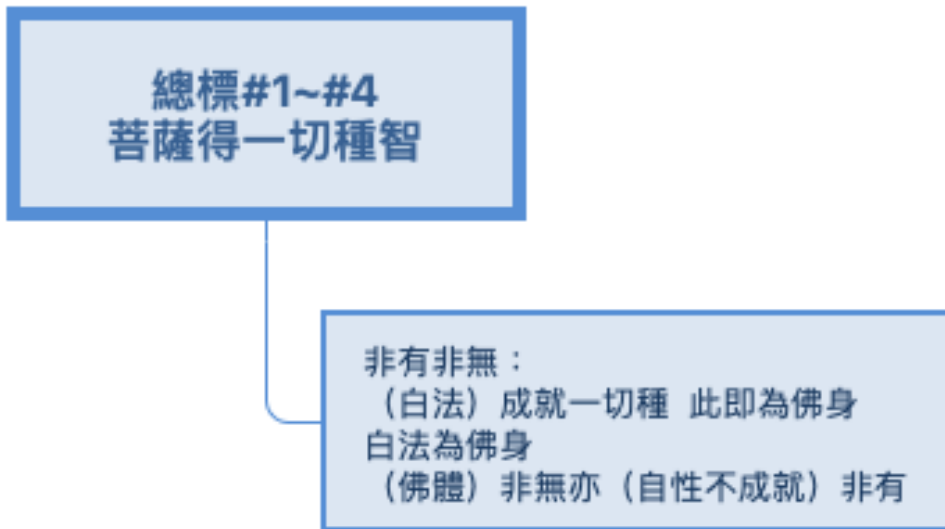 總標#1~#4
菩薩得一切種智
非有非無：
（白法）成就一切種 此即為佛身
白法為佛身
（佛體）非無亦（自性不成就）非有